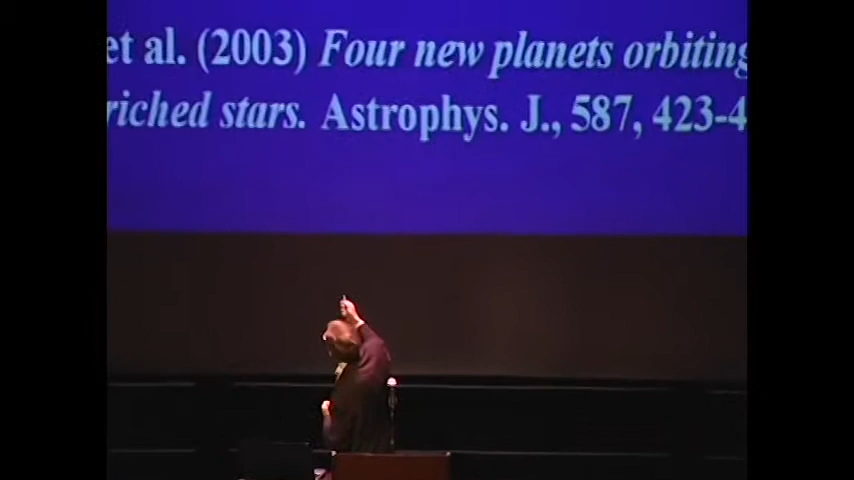 et al. (2003) Four new planets orbiting
riched stars. Astrophys. J., 587, 423-4